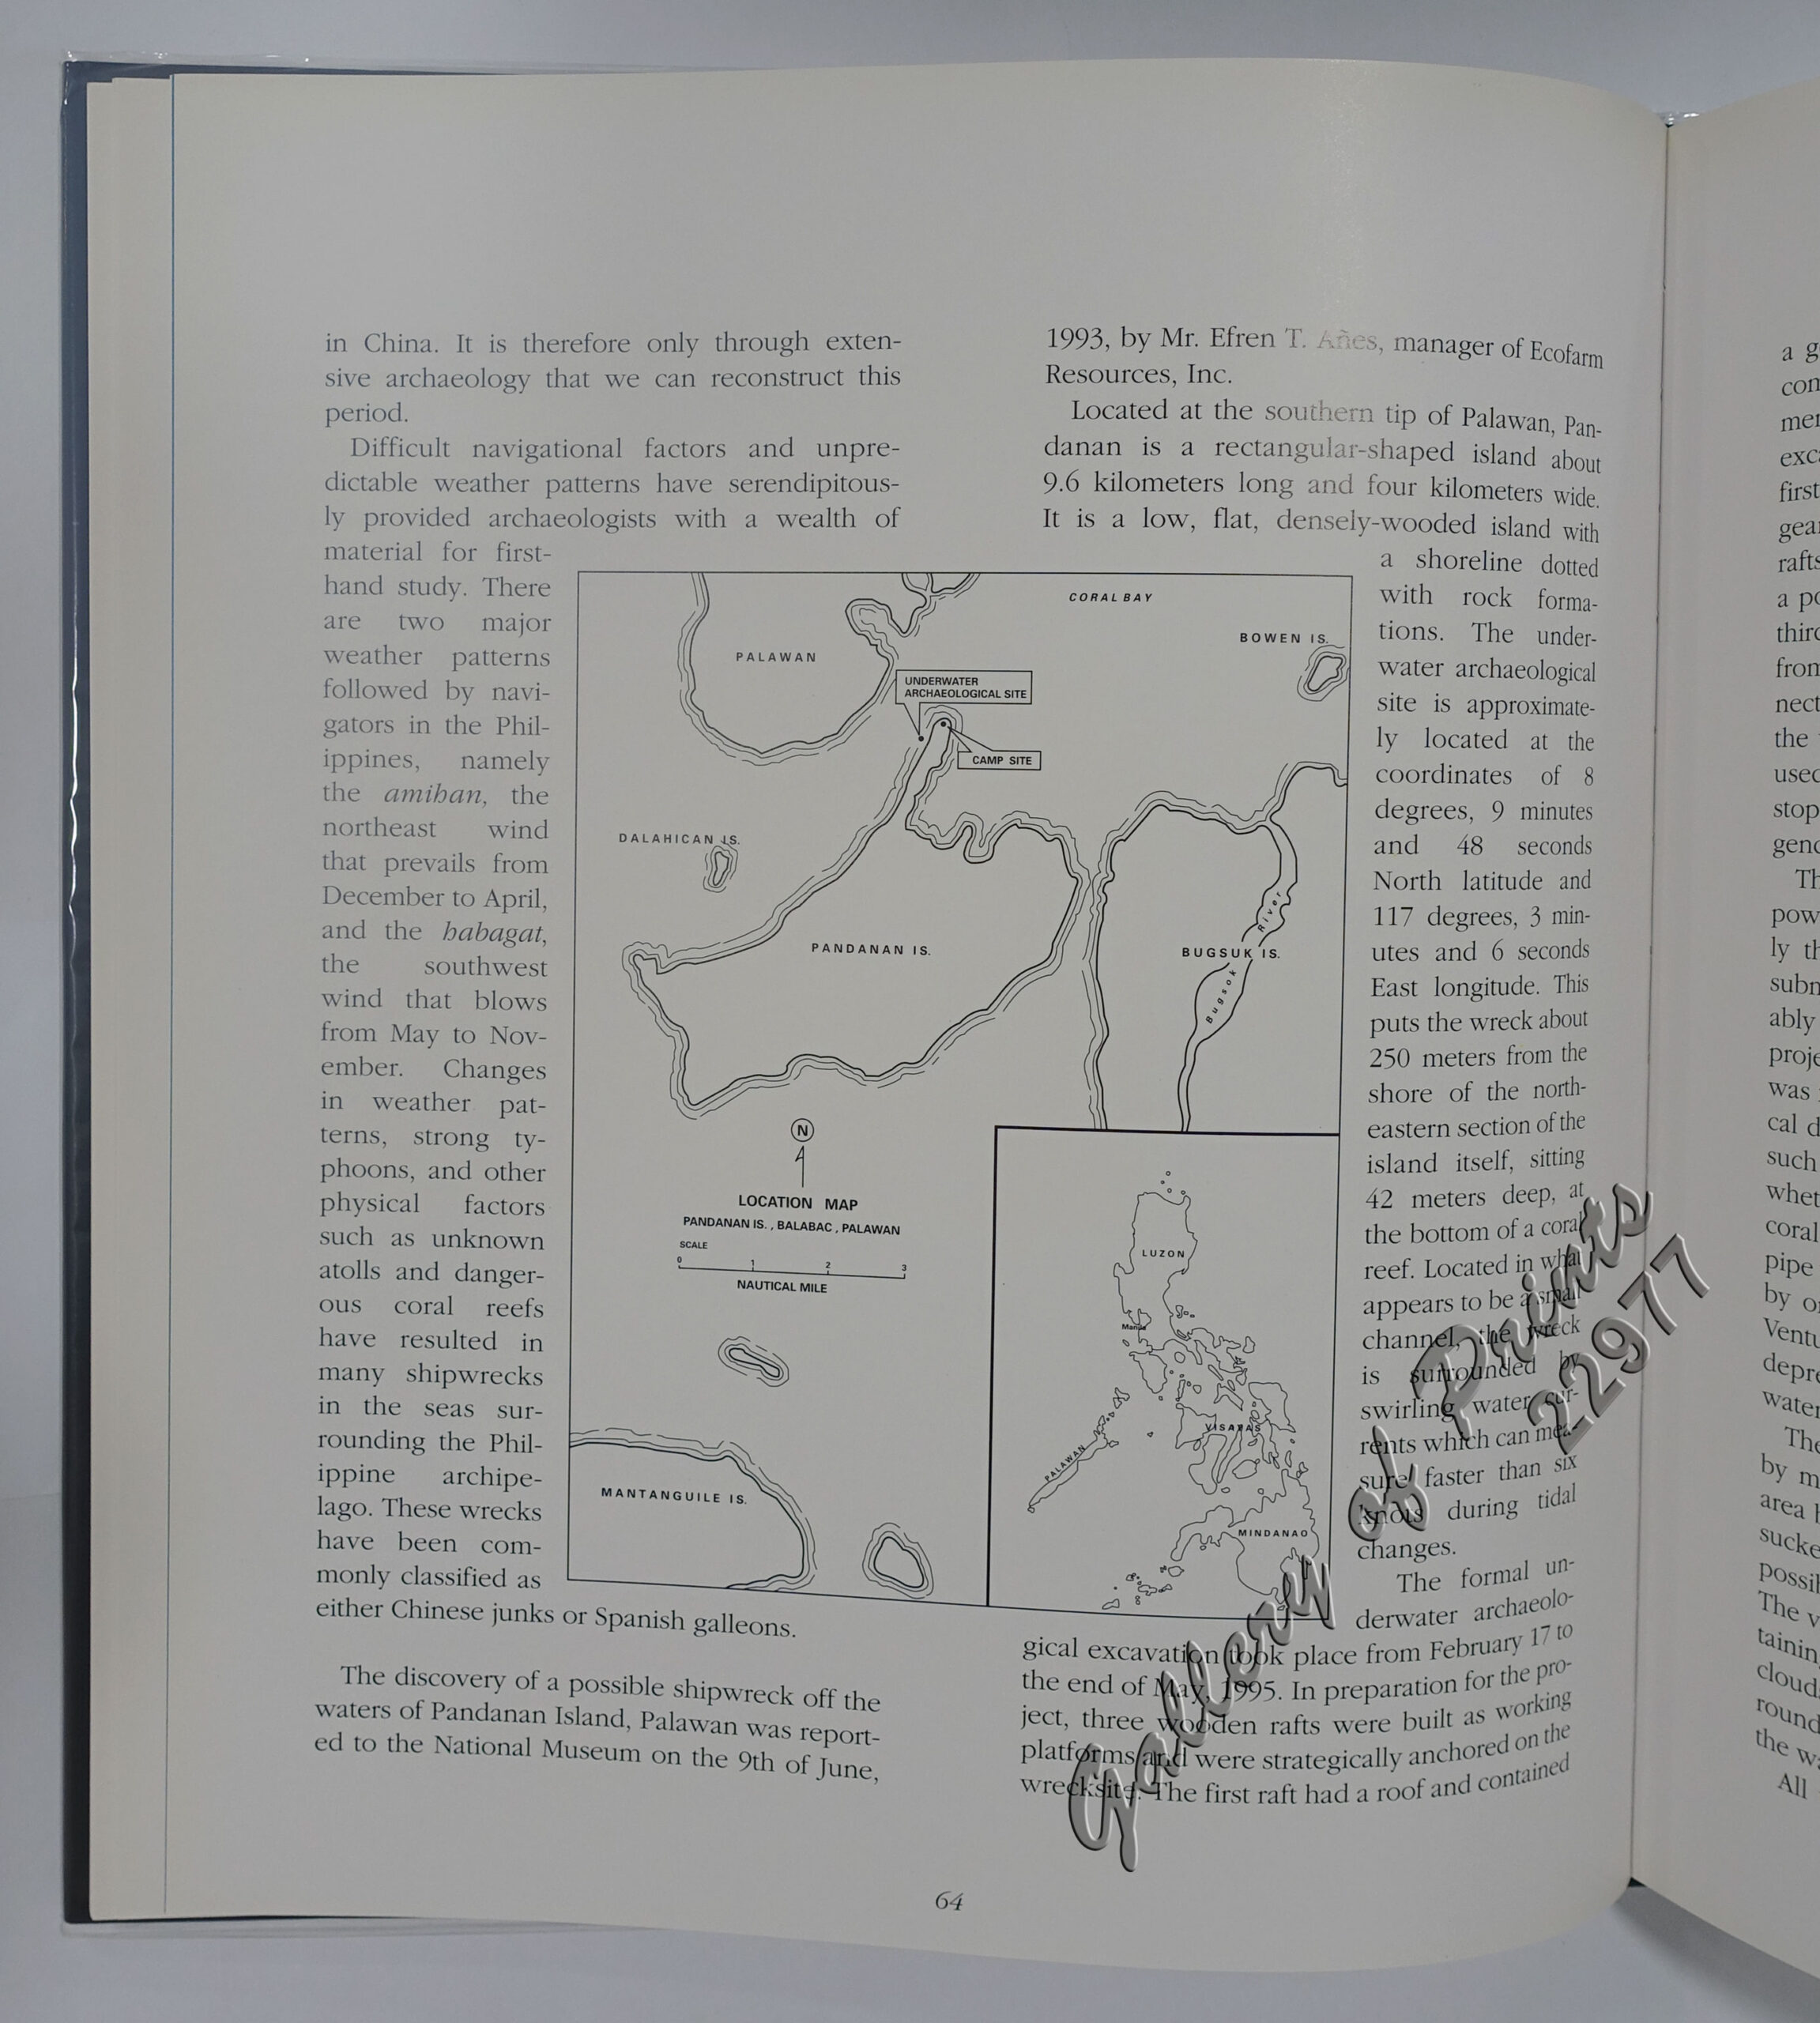 in China. It is therefore only through exten-
sive archaeology that we can reconstruct this
period.
Difficult navigational factors and unpre-
dictable weather patterns have serendipitous-
ly provided archaeologists with a wealth of
material for first-
hand study. There
are two major
weather patterns
followed by navi-
gators in the Phil-
ippines, namely
the amihan, the
northeast wind
that prevails from
December to April,
and the habagat,
the southwest
wind that blows
from May to Nov-
ember. Changes
in weather pat-
terns, strong ty-
phoons, and other
physical factors
such as unknown
atolls and danger-
ous coral reefs
have resulted in
many shipwrecks
in the seas sur-
rounding the Phil-
ippine archipe-
lago. These wrecks
have been com-
monly classified as
either Chinese junks or Spanish galleons.
The discovery of a possible shipwreck off the
waters of Pandanan Island, Palawan was report-
ed to the National Museum on the 9th of June,
CORAL BAY
BOWEN IS.
PALAWAN
UNDERWATER
ARCHAEOLOGICAL SITE
CAMP SITE
DALAHICAN IS.
PANDANAN IS.
BUGSUK IS.
River
Bugsok
N
LOCATION MAP
PANDANAN IS., BALABAC, PALAWAN
SCALE
0 1 2 3
NAUTICAL MILE
MANTANGUILE IS.
LUZON
Manila
VISAYAS
PALAWAN
MINDANAO
1993, by Mr. Efren T. Añes, manager of Ecofarm
Resources, Inc.
Located at the southern tip of Palawan, Pan-
danan is a rectangular-shaped island about
9.6 kilometers long and four kilometers wide.
It is a low, flat, densely-wooded island with
a shoreline dotted
with rock forma-
tions. The under-
water archaeological
site is approximate-
ly located at the
coordinates of 8
degrees, 9 minutes
and 48 seconds
North latitude and
117 degrees, 3 min-
utes and 6 seconds
East longitude. This
puts the wreck about
250 meters from the
shore of the north-
eastern section of the
island itself, sitting
42 meters deep, at
the bottom of a coral
reef. Located in what
appears to be a small
channel, the wreck
is surrounded by
swirling water cur-
rents which can mea-
sure faster than six
knots during tidal
changes.
The formal un-
derwater archaeolo-
gical excavation took place from February 17 to
the end of May, 1995. In preparation for the pro-
ject, three wooden rafts were built as working
platforms and were strategically anchored on the
wrecksite. The first raft had a roof and contained
64
Gallery of Prints
22977